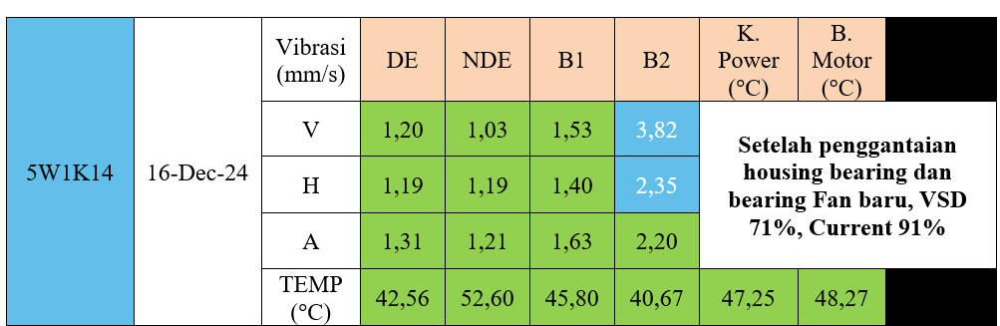 5W1K14 16-Dec-24
Vibrasi (mm/s) DE NDE B1 B2 K. Power (°C) B. Motor (°C)
V 1,20 1,03 1,53 3,82
H 1,19 1,19 1,40 2,35
A 1,31 1,21 1,63 2,20
Setelah penggantaian
housing bearing dan
bearing Fan baru, VSD
71%, Current 91%
TEMP (°C) 42,56 52,60 45,80 40,67 47,25 48,27